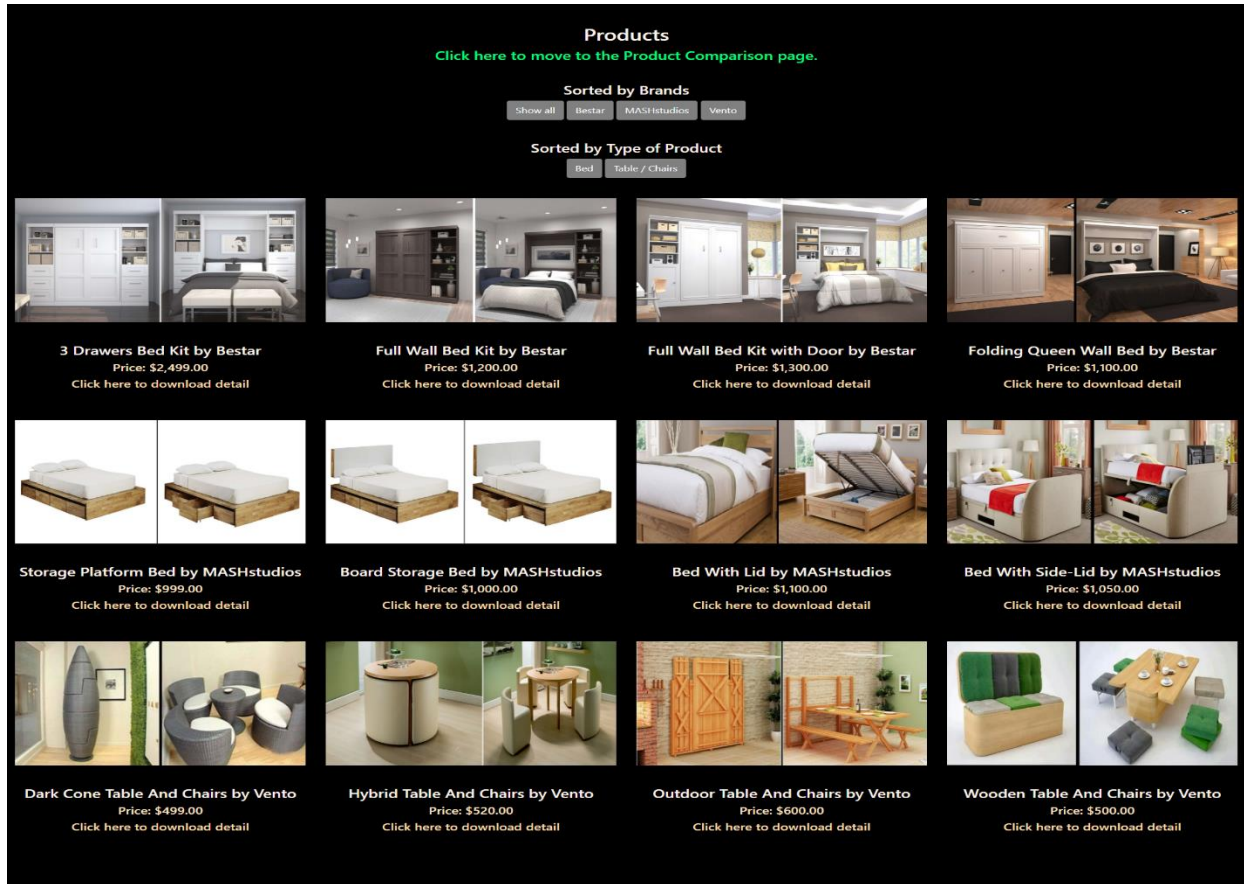 Products
Click here to move to the Product Comparison page.
Sorted by Brands
Show all
Bestar
MASHstudios
Vento
Sorted by Type of Product
Bed
Table / Chairs
3 Drawers Bed Kit by Bestar
Price: $2,499.00
Click here to download detail
Full Wall Bed Kit by Bestar
Price: $1,200.00
Click here to download detail
Full Wall Bed Kit with Door by Bestar
Price: $1,300.00
Click here to download detail
Folding Queen Wall Bed by Bestar
Price: $1,100.00
Click here to download detail
Storage Platform Bed by MASHstudios
Price: $999.00
Click here to download detail
Board Storage Bed by MASHstudios
Price: $1,000.00
Click here to download detail
Bed With Lid by MASHstudios
Price: $1,100.00
Click here to download detail
Bed With Side-Lid by MASHstudios
Price: $1,050.00
Click here to download detail
Dark Cone Table And Chairs by Vento
Price: $499.00
Click here to download detail
Hybrid Table And Chairs by Vento
Price: $520.00
Click here to download detail
Outdoor Table And Chairs by Vento
Price: $600.00
Click here to download detail
Wooden Table And Chairs by Vento
Price: $500.00
Click here to download detail